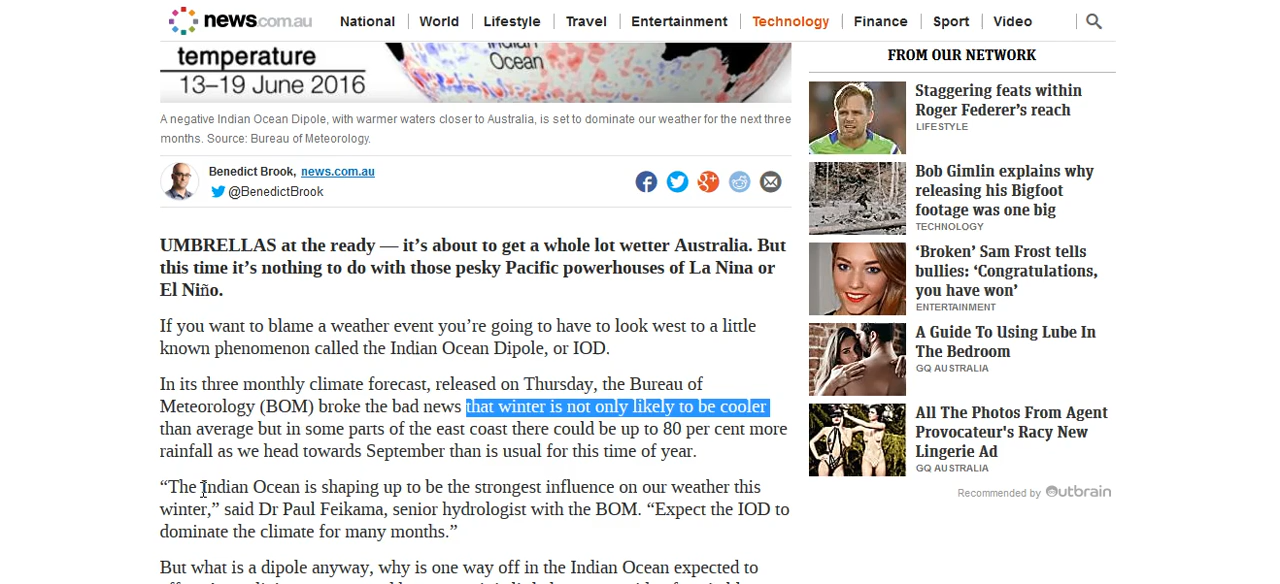 news.com.au National World Lifestyle Travel Entertainment Technology Finance Sport Video
temperature
13–19 June 2016
Indian
Ocean
A negative Indian Ocean Dipole, with warmer waters closer to Australia, is set to dominate our weather for the next three
months. Source: Bureau of Meteorology.
Benedict Brook, news.com.au
@BenedictBrook
UMBRELLAS at the ready — it’s about to get a whole lot wetter Australia. But
this time it’s nothing to do with those pesky Pacific powerhouses of La Nina or
El Niño.
If you want to blame a weather event you’re going to have to look west to a little
known phenomenon called the Indian Ocean Dipole, or IOD.
In its three monthly climate forecast, released on Thursday, the Bureau of
Meteorology (BOM) broke the bad news that winter is not only likely to be cooler
than average but in some parts of the east coast there could be up to 80 per cent more
rainfall as we head towards September than is usual for this time of year.
“The Indian Ocean is shaping up to be the strongest influence on our weather this
winter,” said Dr Paul Feikama, senior hydrologist with the BOM. “Expect the IOD to
dominate the climate for many months.”
But what is a dipole anyway, why is one way off in the Indian Ocean expected to
FROM OUR NETWORK
Staggering feats within
Roger Federer’s reach
LIFESTYLE
Bob Gimlin explains why
releasing his Bigfoot
footage was one big
TECHNOLOGY
‘Broken’ Sam Frost tells
bullies: ‘Congratulations,
you have won’
ENTERTAINMENT
A Guide To Using Lube In
The Bedroom
GQ AUSTRALIA
All The Photos From Agent
Provocateur's Racy New
Lingerie Ad
GQ AUSTRALIA
Recommended by Outbrain